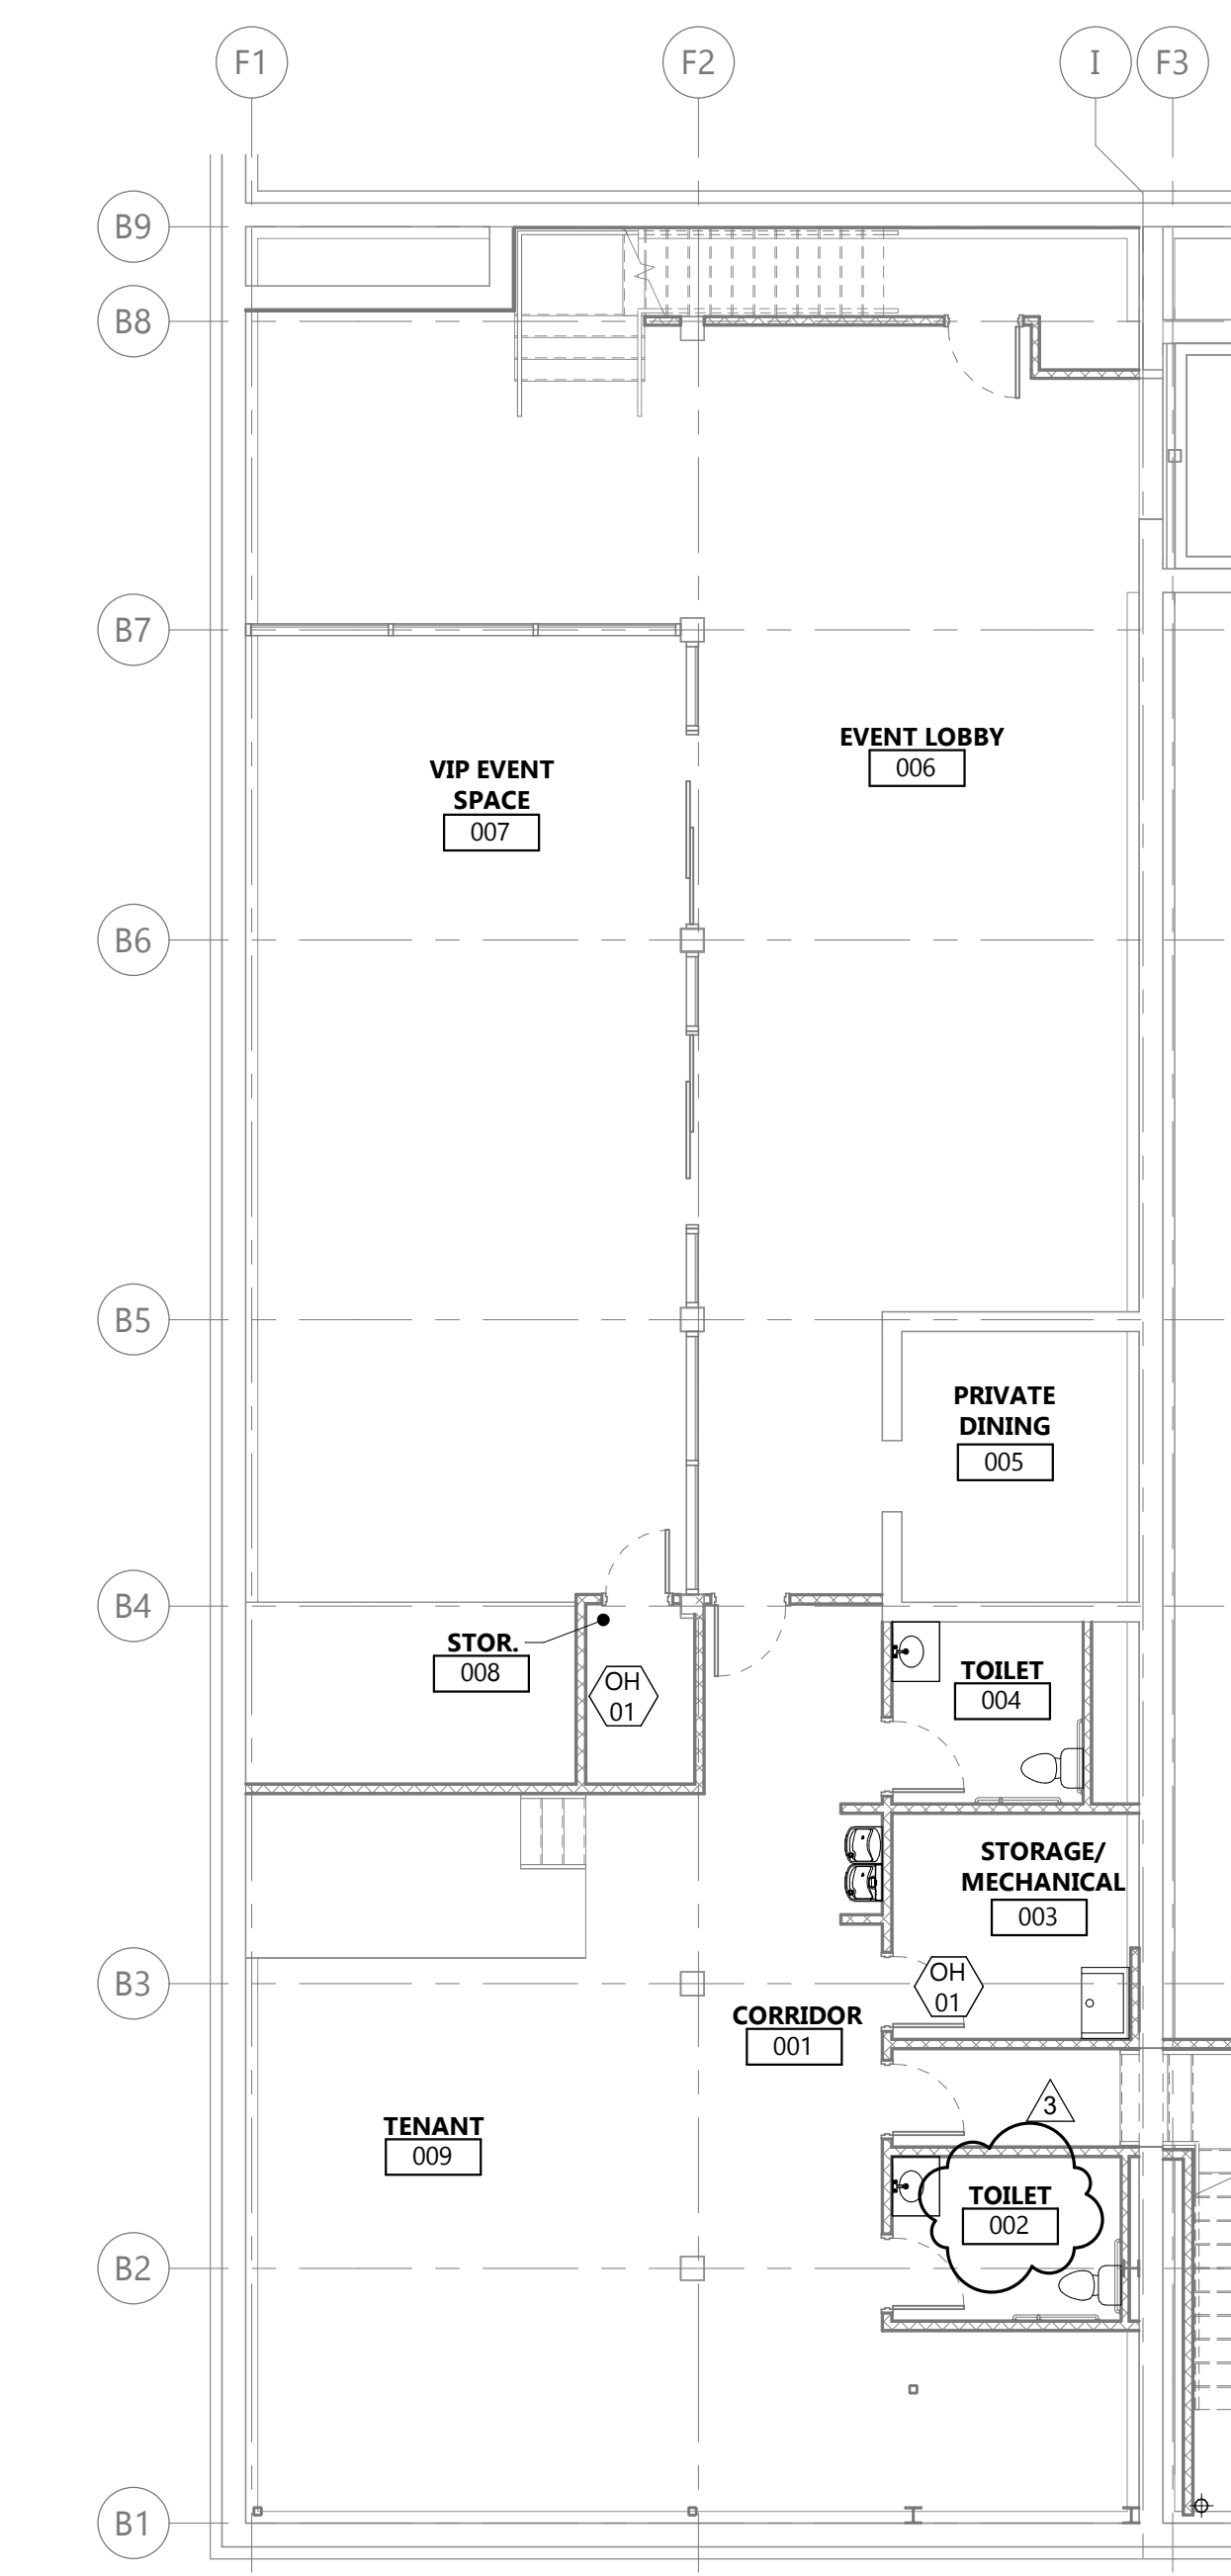 F1
F2
I
F3
B9
B8
B7
EVENT LOBBY
006
VIP EVENT
SPACE
007
B6
B5
PRIVATE
DINING
005
B4
STOR.
008
OH
01
TOILET
004
STORAGE/
MECHANICAL
003
B3
OH
01
CORRIDOR
001
3
TENANT
009
TOILET
002
B2
B1